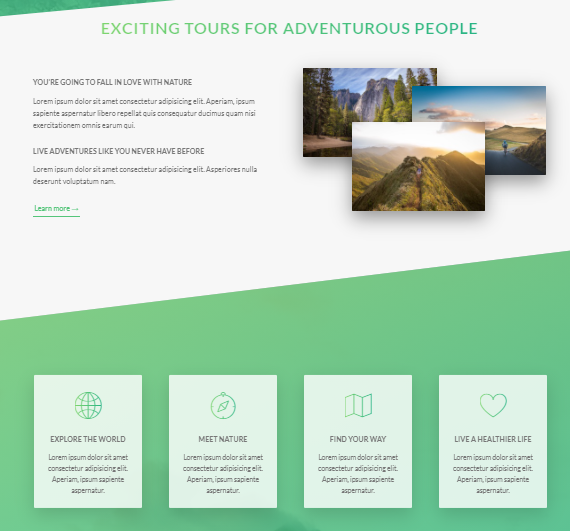 EXCITING TOURS FOR ADVENTUROUS PEOPLE
YOU'RE GOING TO FALL IN LOVE WITH NATURE
Lorem ipsum dolor sit amet consectetur adipisicing elit. Aperiam, ipsum
sapiente aspernatur libero repellat quis consequatur ducimus quam nisi
exercitationem omnis earum qui.
LIVE ADVENTURES LIKE YOU NEVER HAVE BEFORE
Lorem ipsum dolor sit amet consectetur adipisicing elit. Asperiores nulla
deserunt voluptatum nam.
Learn more →
EXPLORE THE WORLD
Lorem ipsum dolor sit amet
consectetur adipisicing elit.
Aperiam, ipsum sapiente
aspernatur.
MEET NATURE
Lorem ipsum dolor sit amet
consectetur adipisicing elit.
Aperiam, ipsum sapiente
aspernatur.
FIND YOUR WAY
Lorem ipsum dolor sit amet
consectetur adipisicing elit.
Aperiam, ipsum sapiente
aspernatur.
LIVE A HEALTHIER LIFE
Lorem ipsum dolor sit amet
consectetur adipisicing elit.
Aperiam, ipsum sapiente
aspernatur.